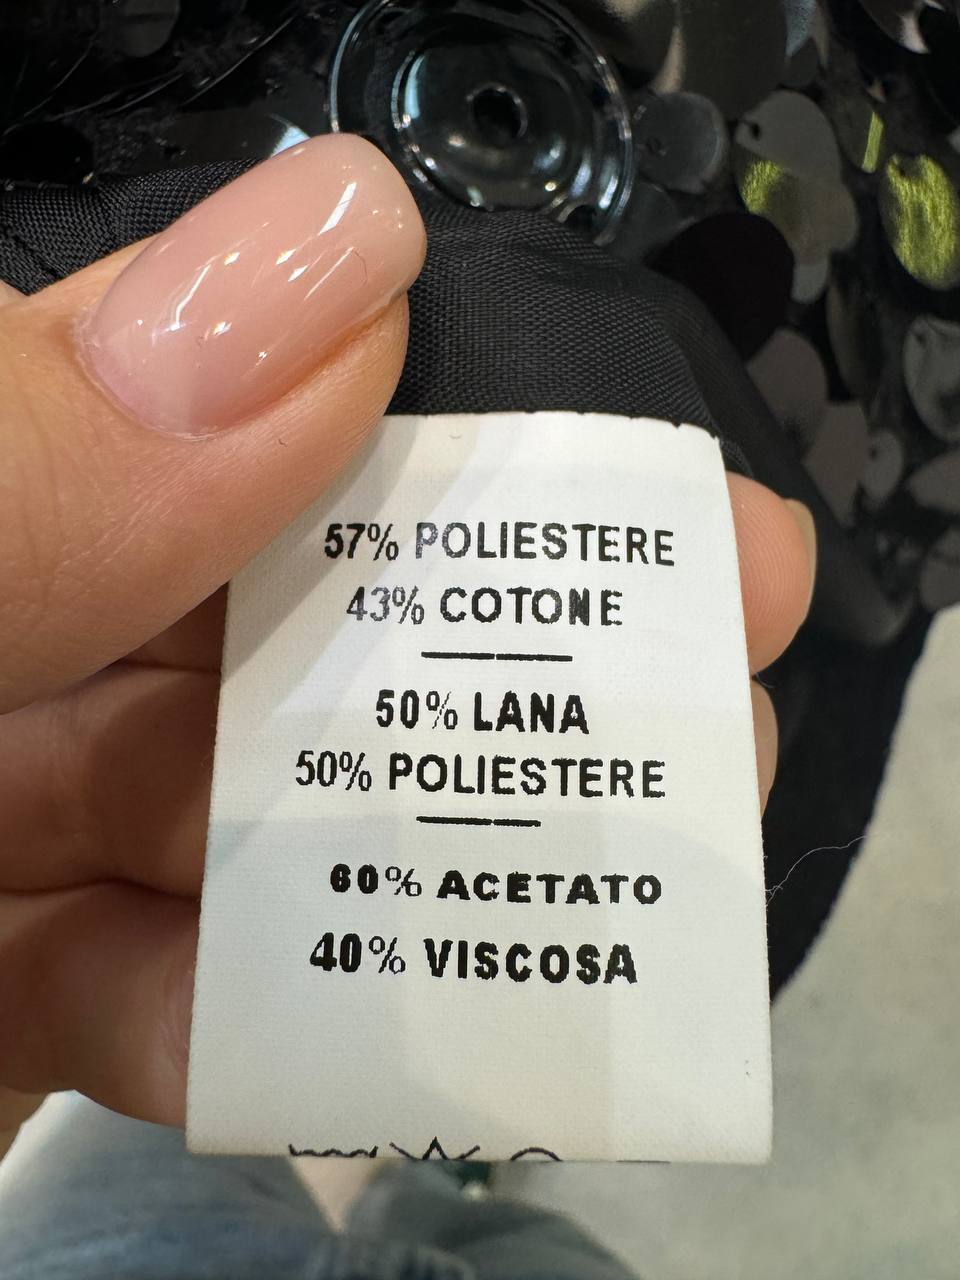 57% POLIESTERE
43% COTONE
50% LANA
50% POLIESTERE
60% ACETATO
40% VISCOSA